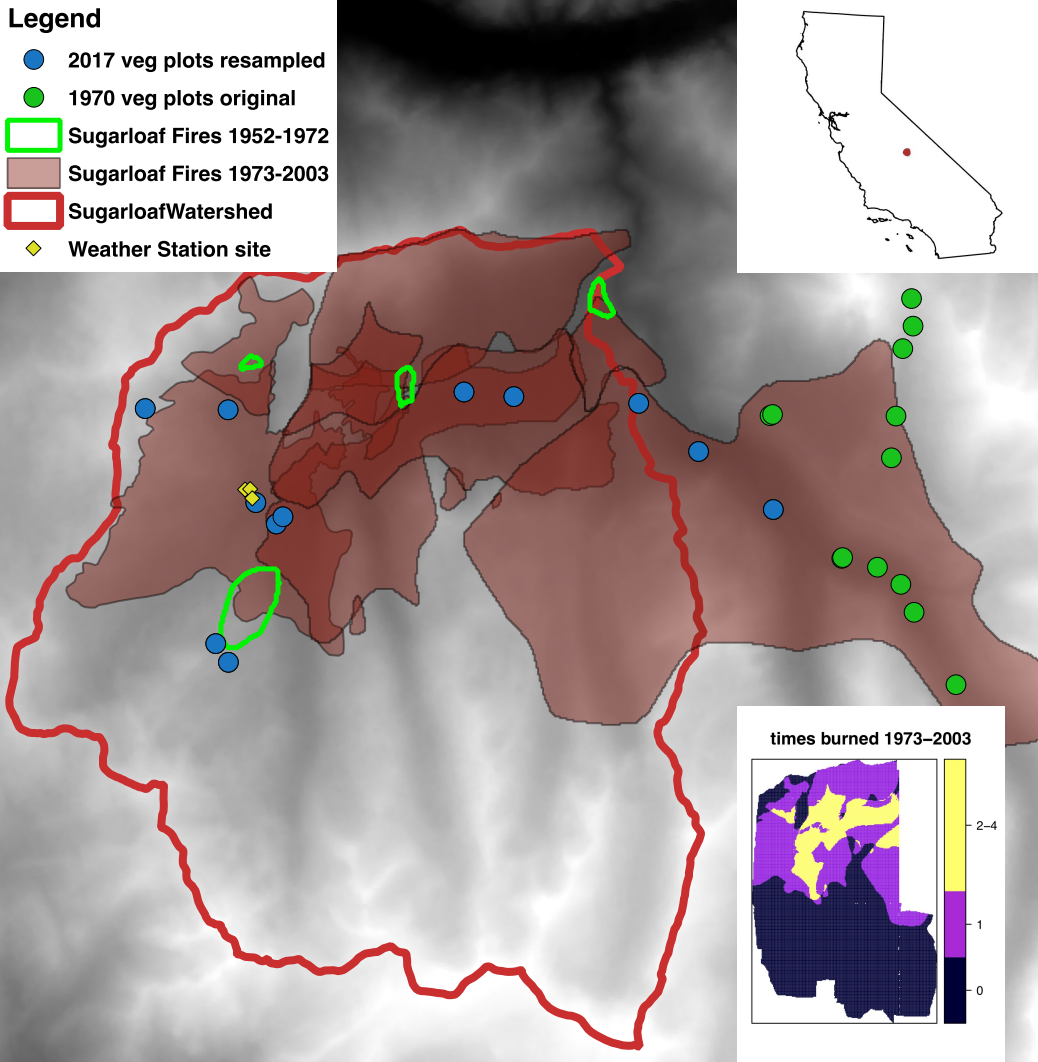 Legend
2017 veg plots resampled
1970 veg plots original
Sugarloaf Fires 1952-1972
Sugarloaf Fires 1973-2003
SugarloafWatershed
Weather Station site
times burned 1973−2003
2−4
1
0